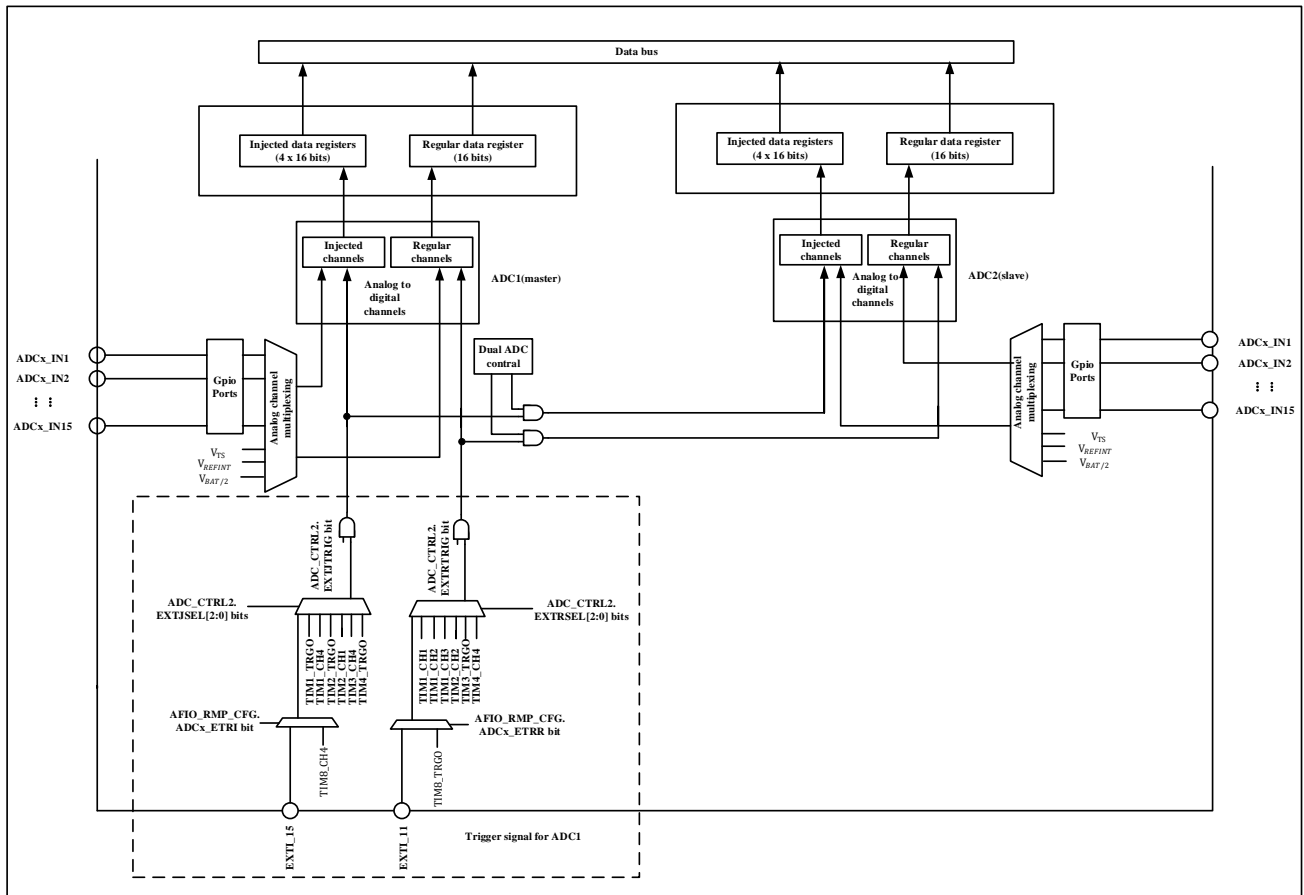 Data bus
Injected data registers
(4 x 16 bits)
Regular data register
(16 bits)
Injected data registers
(4 x 16 bits)
Regular data register
(16 bits)
Injected
channels
Regular
channels
Analog to
digital
channels
ADC1(master)
Injected
channels
Regular
channels
Analog to
digital
channels
ADC2(slave)
ADCx_IN1
ADCx_IN2
⋮ ⋮
ADCx_IN15
Gpio
Ports
Analog channel
multiplexing
VTS
VREFINT
VBAT/2
Dual ADC
contral
Analog channel
multiplexing
Gpio
Ports
ADCx_IN1
ADCx_IN2
⋮ ⋮
ADCx_IN15
VTS
VREFINT
VBAT/2
ADC_CTRL2.
EXTJTRIG bit
ADC_CTRL2.
EXTRTRIG bit
ADC_CTRL2.
EXTJSEL[2:0] bits
ADC_CTRL2.
EXTRSEL[2:0] bits
TIM1_TRGO
TIM1_CH4
TIM2_TRGO
TIM2_CH1
TIM3_CH4
TIM4_TRGO
TIM1_CH1
TIM1_CH2
TIM1_CH3
TIM2_CH2
TIM3_TRGO
TIM4_CH4
AFIO_RMP_CFG.
ADCx_ETRI bit
AFIO_RMP_CFG.
ADCx_ETRR bit
TIM8_CH4
TIM8_TRGO
EXTI_15
EXTI_11
Trigger signal for ADC1